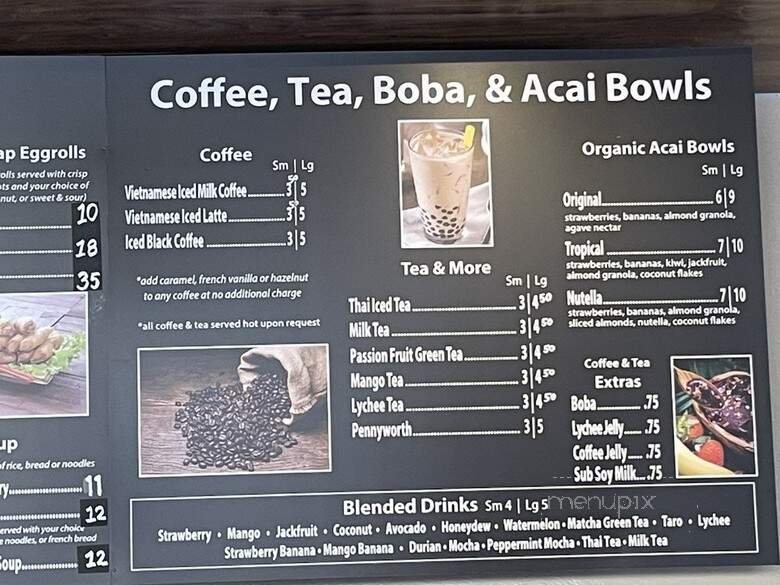 Coffee, Tea, Boba, & Acai Bowls
ap Eggrolls
olls served with crisp
ots and your choice of
nut, or sweet & sour)
10
18
35
up
of rice, bread or noodles
ry 11
12
erved with your choice
e noodles, or french bread
Soup 12
Coffee
Sm | Lg
Vietnamese Iced Milk Coffee 3 50 | 5
Vietnamese Iced Latte 3 50 | 5
Iced Black Coffee 3 | 5
*add caramel, french vanilla or hazelnut
to any coffee at no additional charge
*all coffee & tea served hot upon request
Tea & More
Sm | Lg
Thai Iced Tea 3 | 4 50
Milk Tea 3 | 4 50
Passion Fruit Green Tea 3 | 4 50
Mango Tea 3 | 4 50
Lychee Tea 3 | 4 50
Pennyworth 3 | 5
Organic Acai Bowls
Sm | Lg
Original 6 | 9
strawberries, bananas, almond granola,
agave nectar
Tropical 7 | 10
strawberries, bananas, kiwi, jackfruit,
almond granola, coconut flakes
Nutella 7 | 10
strawberries, bananas, almond granola,
sliced almonds, nutella, coconut flakes
Coffee & Tea
Extras
Boba .75
Lychee Jelly .75
Coffee Jelly .75
Sub Soy Milk .75
menupix
Blended Drinks Sm 4 | Lg 5
Strawberry • Mango • Jackfruit • Coconut • Avocado • Honeydew • Watermelon • Matcha Green Tea • Taro • Lychee
Strawberry Banana • Mango Banana • Durian • Mocha • Peppermint Mocha • Thai Tea • Milk Tea